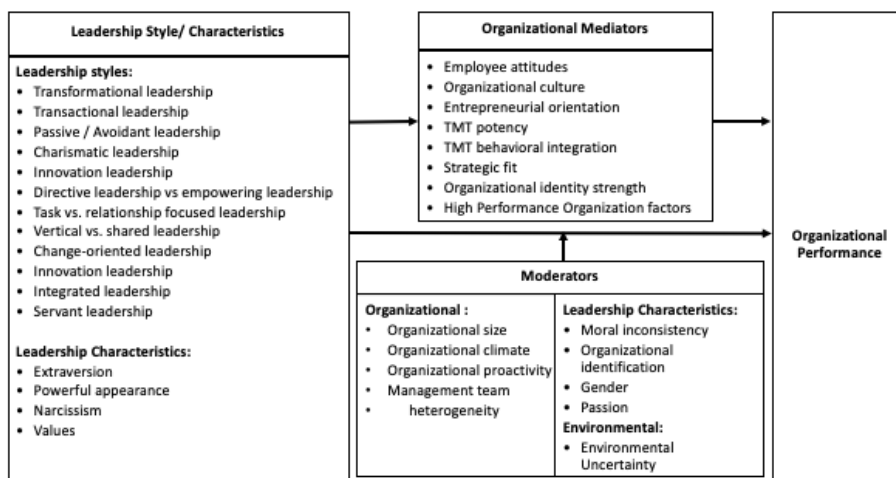 Leadership Style/ Characteristics
Leadership styles:
• Transformational leadership
• Transactional leadership
• Passive / Avoidant leadership
• Charismatic leadership
• Innovation leadership
• Directive leadership vs empowering leadership
• Task vs. relationship focused leadership
• Vertical vs. shared leadership
• Change-oriented leadership
• Innovation leadership
• Integrated leadership
• Servant leadership
Leadership Characteristics:
• Extraversion
• Powerful appearance
• Narcissism
• Values
Organizational Mediators
• Employee attitudes
• Organizational culture
• Entrepreneurial orientation
• TMT potency
• TMT behavioral integration
• Strategic fit
• Organizational identity strength
• High Performance Organization factors
Moderators
Organizational :
• Organizational size
• Organizational climate
• Organizational proactivity
• Management team
• heterogeneity
Leadership Characteristics:
• Moral inconsistency
• Organizational
identification
• Gender
• Passion
Environmental:
• Environmental
Uncertainty
Organizational
Performance